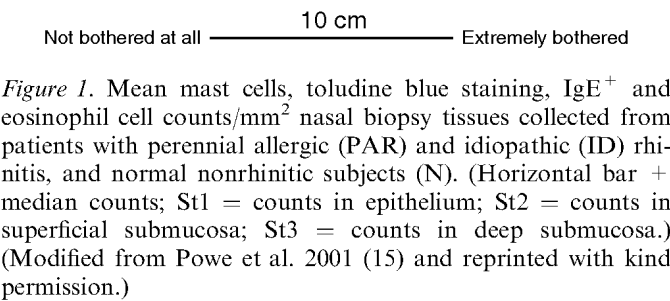 10 cm
Not bothered at all Extremely bothered
Figure 1. Mean mast cells, toludine blue staining, IgE+ and
eosinophil cell counts/mm2 nasal biopsy tissues collected from
patients with perennial allergic (PAR) and idiopathic (ID) rhi-
nitis, and normal nonrhinitic subjects (N). (Horizontal bar +
median counts; St1 = counts in epithelium; St2 = counts in
superficial submucosa; St3 = counts in deep submucosa.)
(Modified from Powe et al. 2001 (15) and reprinted with kind
permission.)